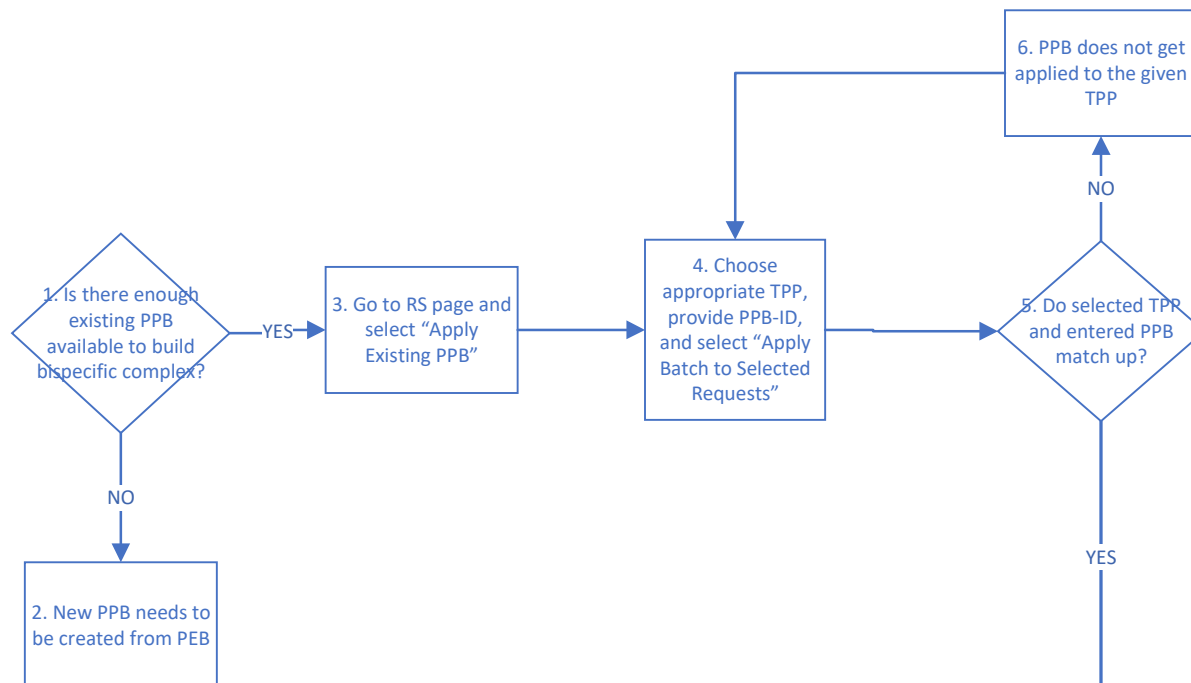 6. PPB does not get
applied to the given
TPP
NO
1. Is there enough
existing PPB
available to build
bispecific complex?
YES
3. Go to RS page and
select “Apply
Existing PPB”
4. Choose
appropriate TPP,
provide PPB-ID,
and select “Apply
Batch to Selected
Requests”
5. Do selected TPP
and entered PPB
match up?
NO
YES
2. New PPB needs to
be created from PEB